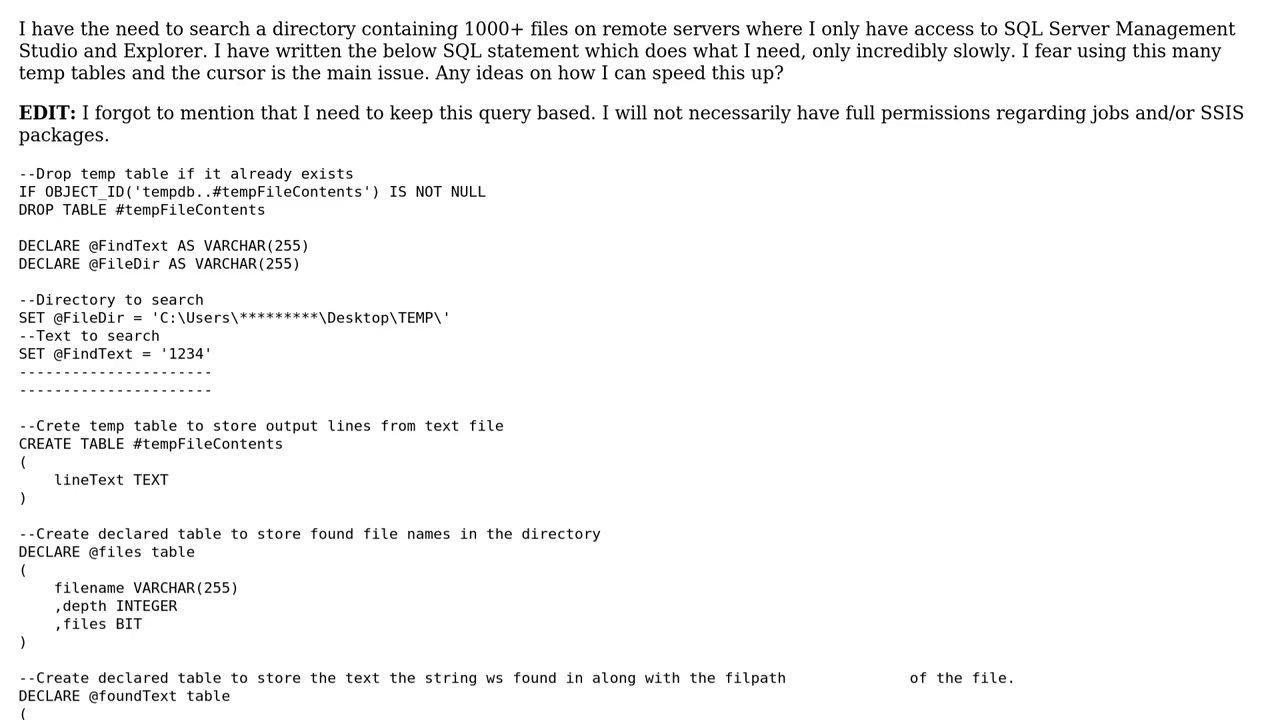 I have the need to search a directory containing 1000+ files on remote servers where I only have access to SQL Server Management
Studio and Explorer. I have written the below SQL statement which does what I need, only incredibly slowly. I fear using this many
temp tables and the cursor is the main issue. Any ideas on how I can speed this up?
EDIT: I forgot to mention that I need to keep this query based. I will not necessarily have full permissions regarding jobs and/or SSIS
packages.
--Drop temp table if it already exists
IF OBJECT_ID('tempdb..#tempFileContents') IS NOT NULL
DROP TABLE #tempFileContents
DECLARE @FindText AS VARCHAR(255)
DECLARE @FileDir AS VARCHAR(255)
--Directory to search
SET @FileDir = 'C:\Users\*********\Desktop\TEMP\'
--Text to search
SET @FindText = '1234'
----------------------
----------------------
--Crete temp table to store output lines from text file
CREATE TABLE #tempFileContents
(
    lineText TEXT
)
--Create declared table to store found file names in the directory
DECLARE @files table
(
    filename VARCHAR(255)
    ,depth INTEGER
    ,files BIT
)
--Create declared table to store the text the string ws found in along with the filpath              of the file.
DECLARE @foundText table
(